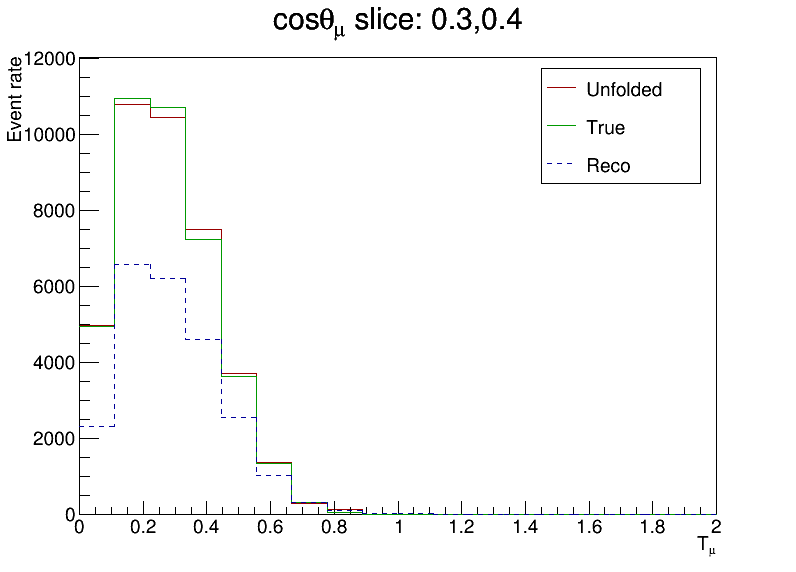 cosθμ slice: 0.3,0.4
Event rate
12000
10000
8000
6000
4000
2000
0
Unfolded
True
Reco
0 0.2 0.4 0.6 0.8 1 1.2 1.4 1.6 1.8 2
Tμ